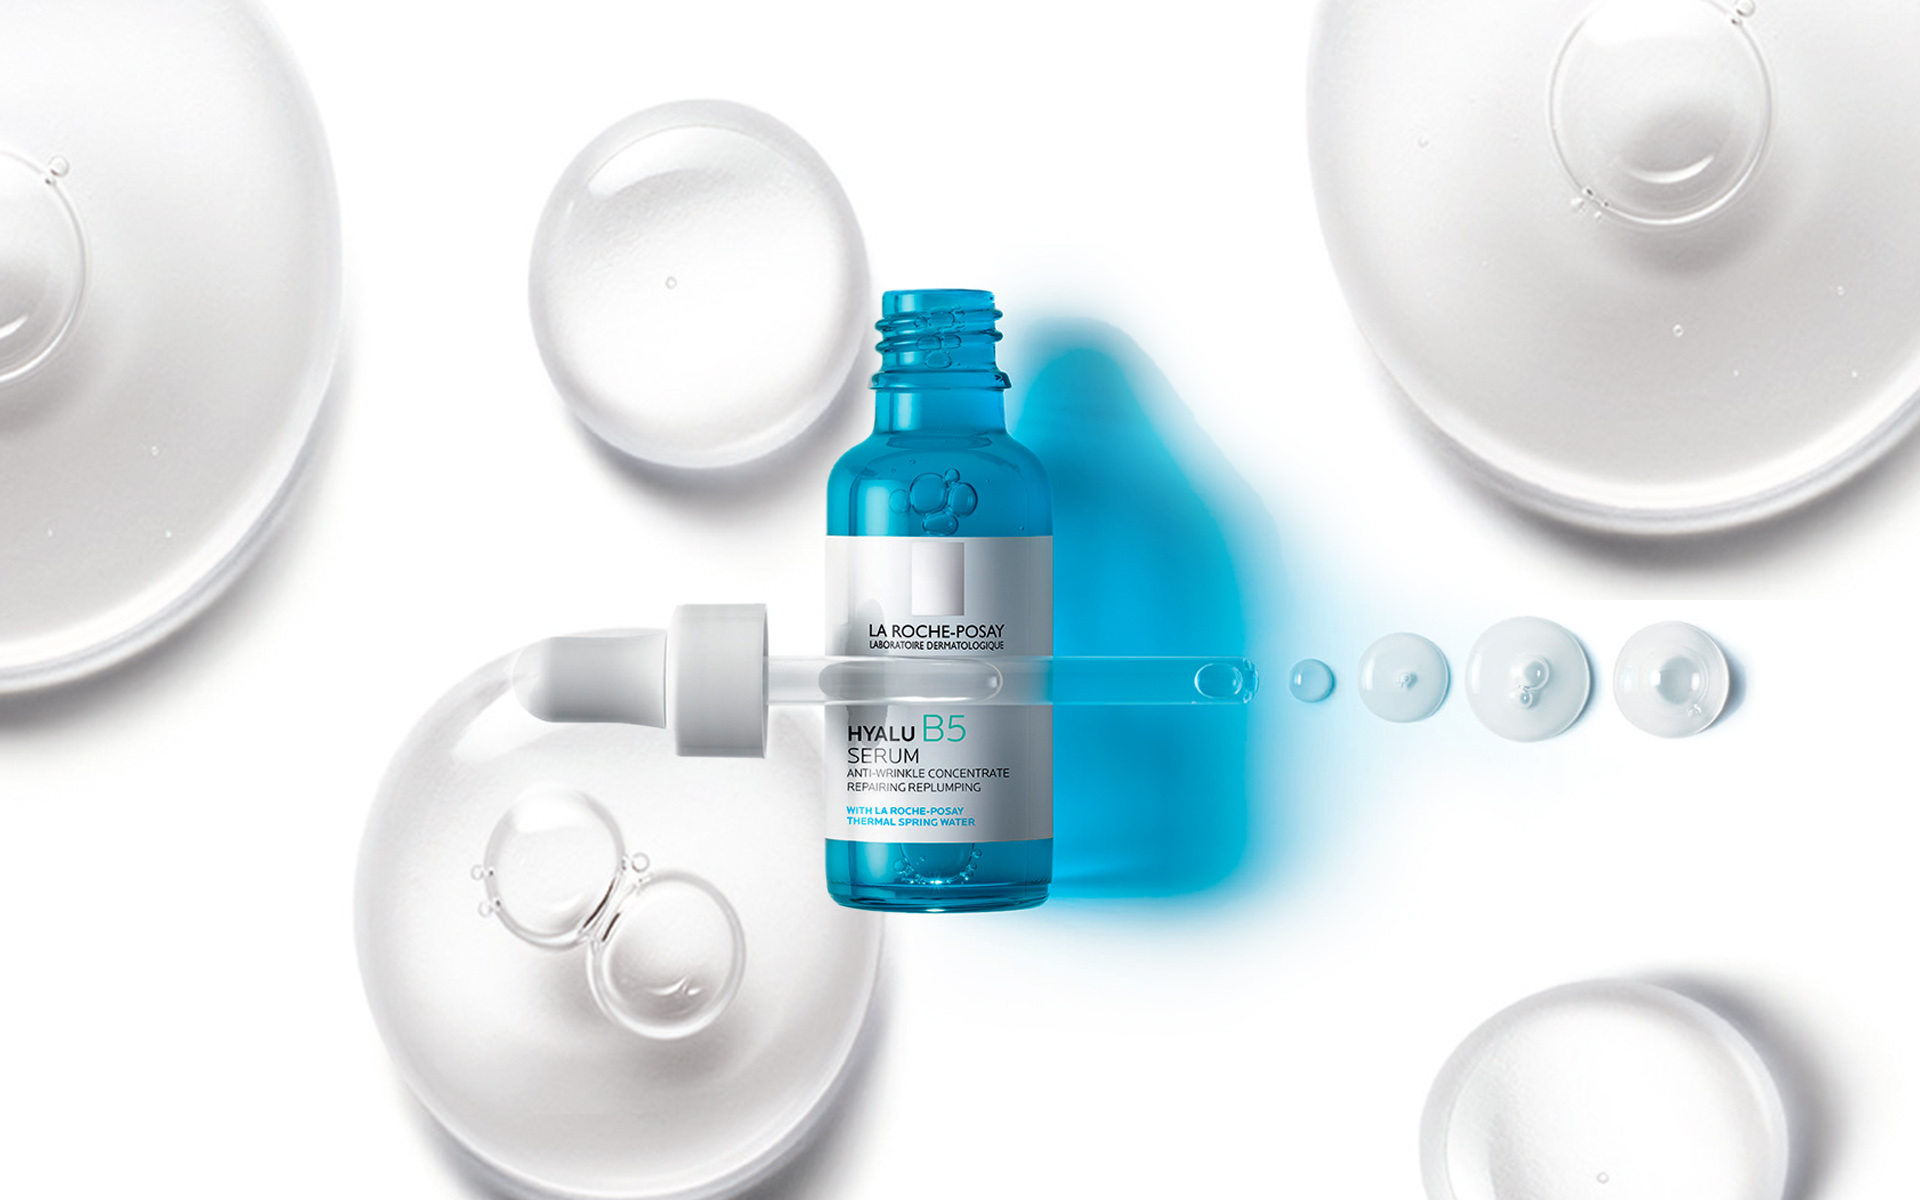 LA ROCHE-POSAY
LABORATOIRE DERMATOLOGIQUE
HYALU B5
SERUM
ANTI-WRINKLE CONCENTRATE
REPAIRING REPLUMPING
WITH LA ROCHE-POSAY
THERMAL SPRING WATER